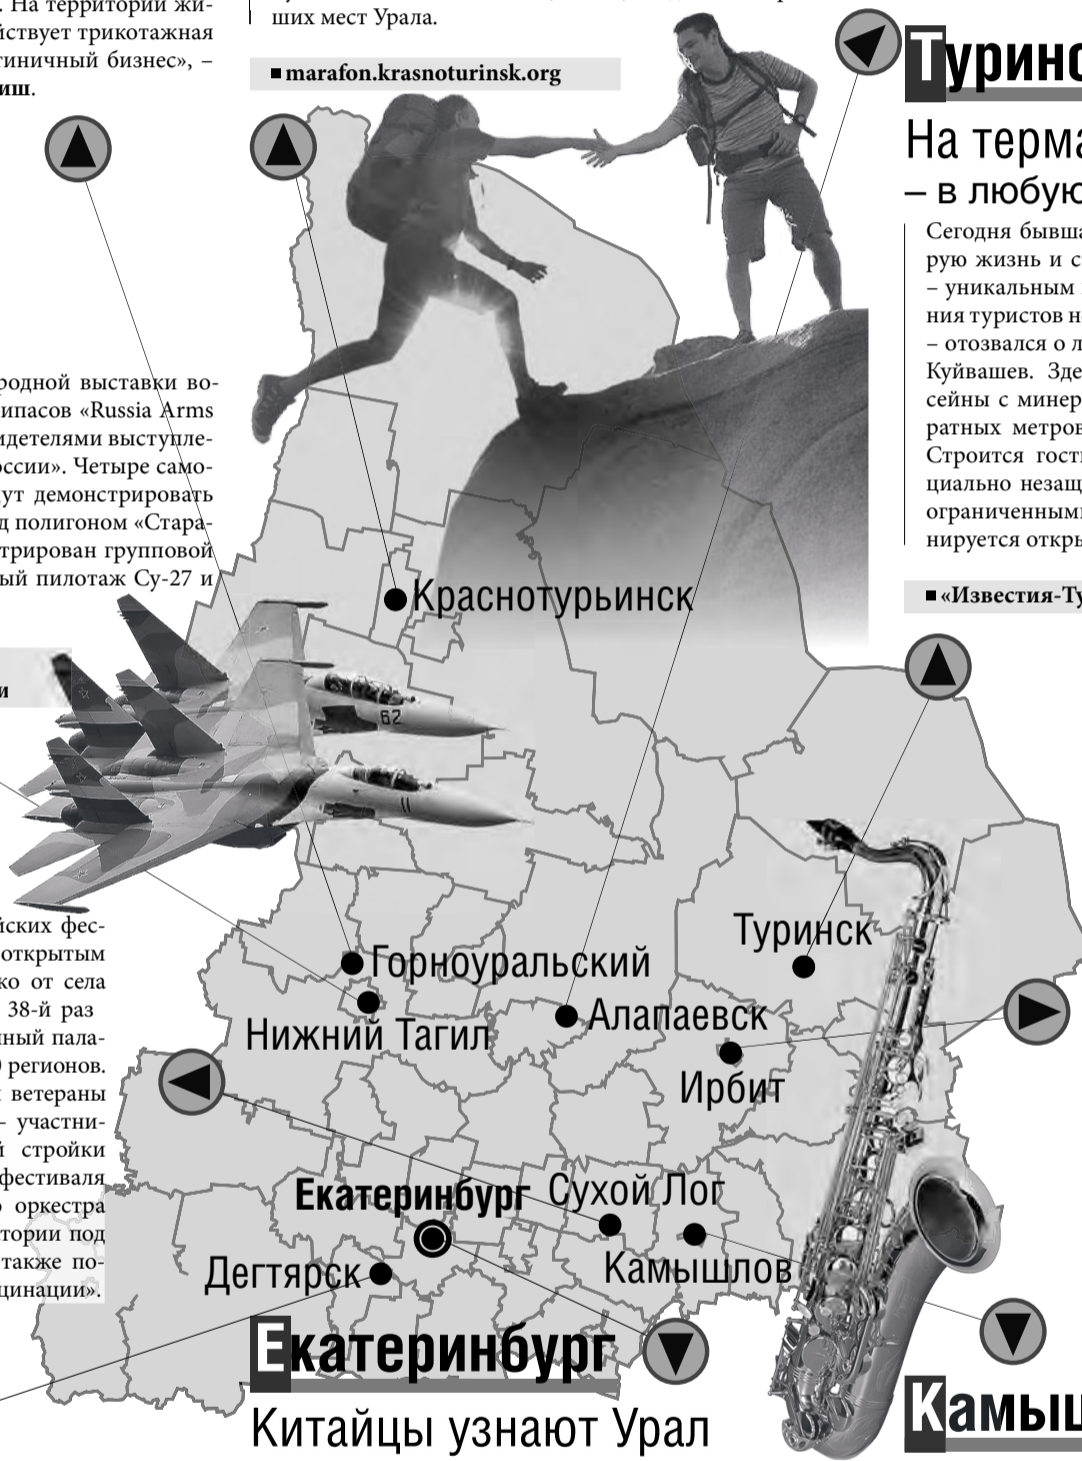 На территории жи-
йствует трикотажная
тиничный бизнес», –
иш.
ших мест Урала.
■ marafon.krasnoturinsk.org
родной выставки во-
ипасов «Russia Arms
идетелями выступле-
оссии». Четыре само-
ут демонстрировать
д полигоном «Стара-
трирован групповой
ый пилотаж Су-27 и
и
йских фес-
открытым
ко от села
38-й раз
нный пала-
регионов.
ветераны
– участни-
й стройки
фестиваля
оркестра
тории под
также по-
цинации».
Туринс
На терма
– в любую
Сегодня бывша
рую жизнь и с
– уникальным
ния туристов н
– отозвался о л
Куйвашев. Зде
сейны с минер
ратных метров
Строится гост
циально незащ
ограниченным
нируется откры
■ «Известия-Ту
Краснотурьинск
62
11
Туринск
Горноуральский
Алапаевск
Нижний Тагил
Ирбит
Екатеринбург
Сухой Лог
Камышлов
Дегтярск
Екатеринбург
Китайцы узнают Урал
Камыш